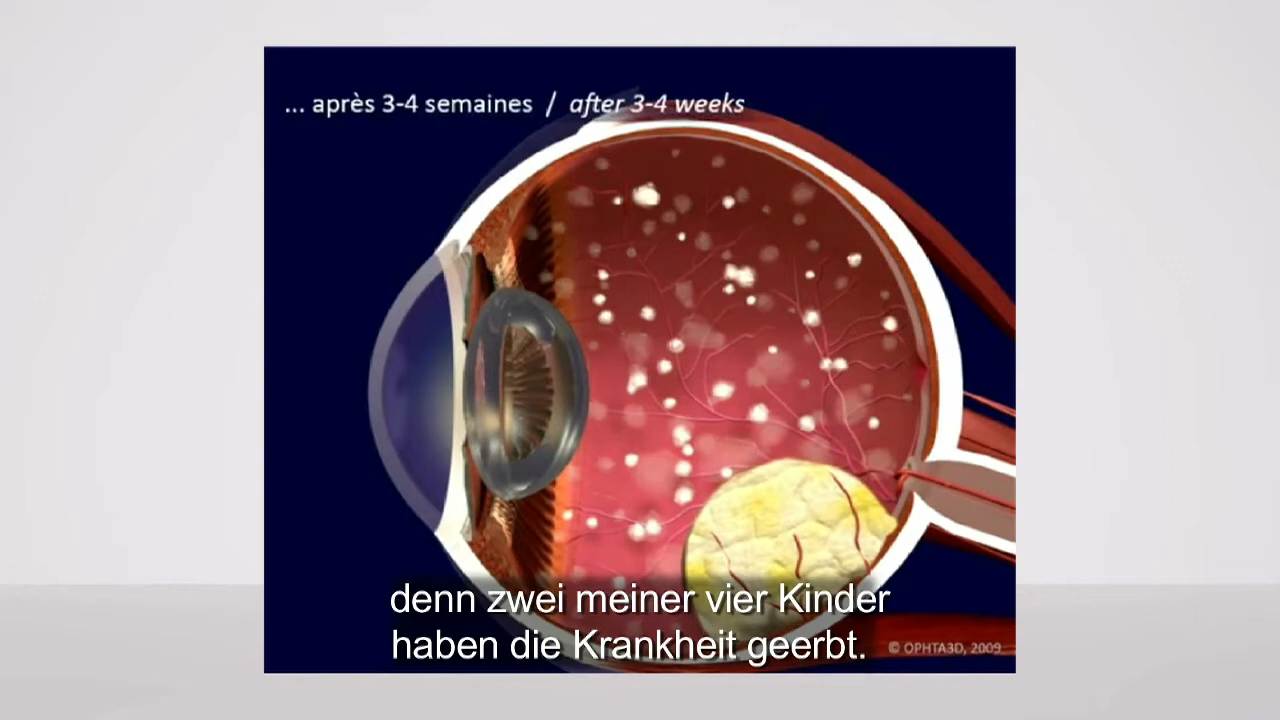 ... après 3-4 semaines / after 3-4 weeks
denn zwei meiner vier Kinder
haben die Krankheit geerbt.
© OPHTA3D, 2009